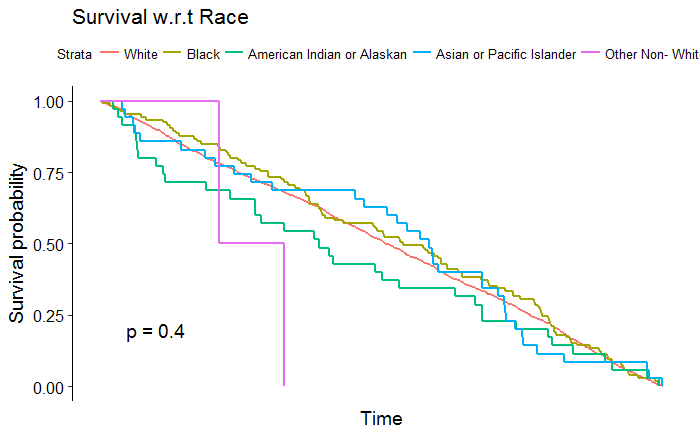 Survival w.r.t Race
Strata White Black American Indian or Alaskan Asian or Pacific Islander Other Non- Whit
1.00
0.75
0.50
0.25
0.00
Survival probability
p = 0.4
Time